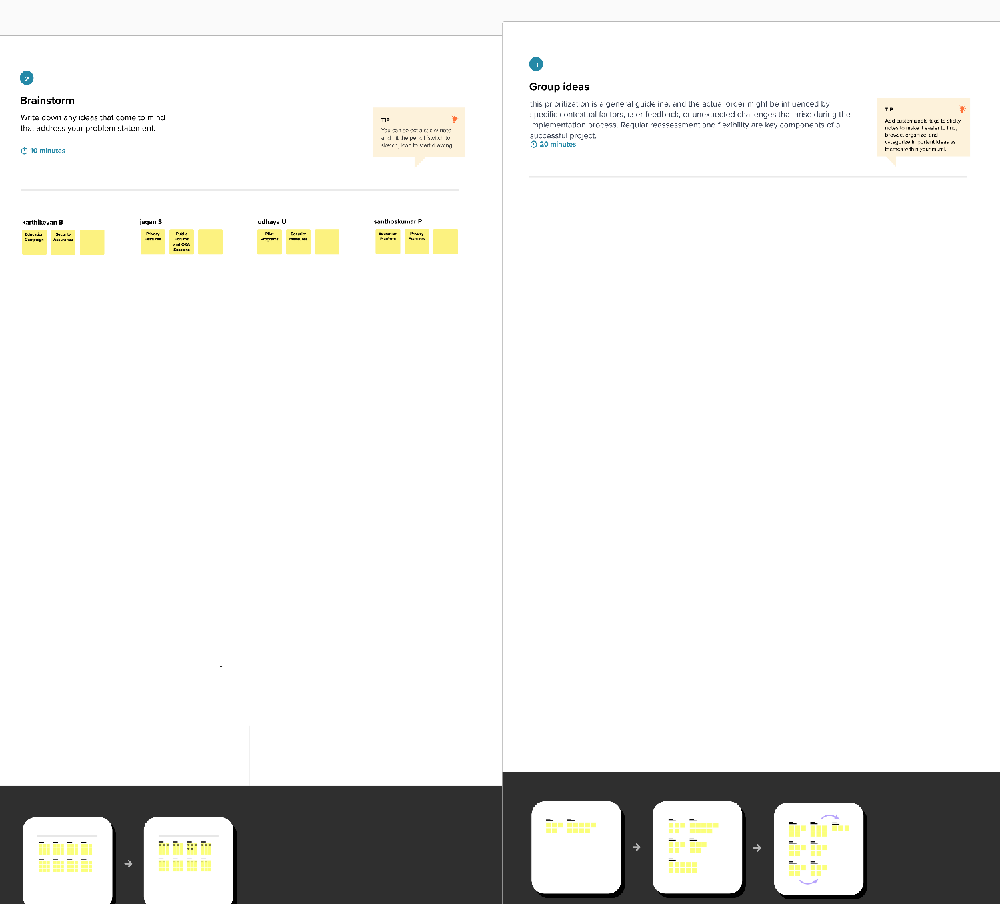 2
Brainstorm
Write down any ideas that come to mind
that address your problem statement.
10 minutes
TIP
You can select a sticky note
and hit the pencil [switch to
sketch] icon to start drawing!
karthikeyan B
Education
Campaign
Security
Assurance
jagan S
Privacy
Features
Public
Forums
and Q&A
Sessions
udhaya U
Pilot
Programs
Security
Measures
santhoskumar P
Education
Platform
Privacy
Features
3
Group ideas
this prioritization is a general guideline, and the actual order might be influenced by
specific contextual factors, user feedback, or unexpected challenges that arise during the
implementation process. Regular reassessment and flexibility are key components of a
successful project.
20 minutes
TIP
Add customizable tags to sticky
notes to make it easier to find,
browse, organize, and
categorize important ideas as
themes within your mural.